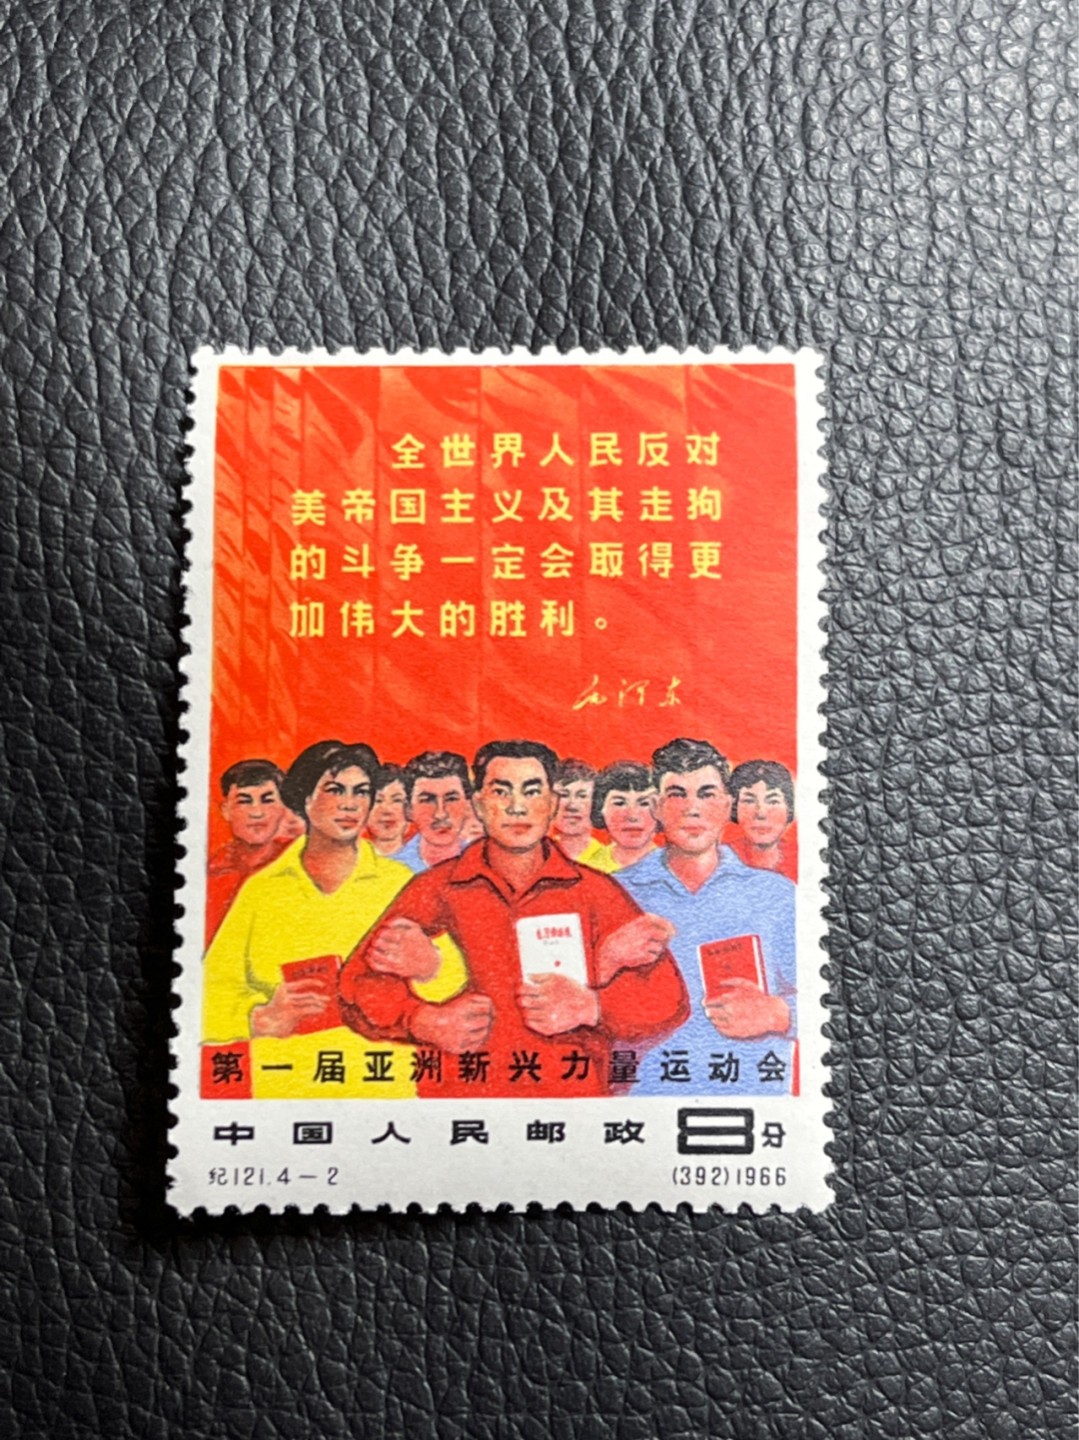 全世界人民反对
美帝国主义及其走狗
的斗争一定会取得更
加伟大的胜利。
毛泽东
第一届亚洲新兴力量运动会
中国人民邮政 8分
纪121.4-2 (392)1966